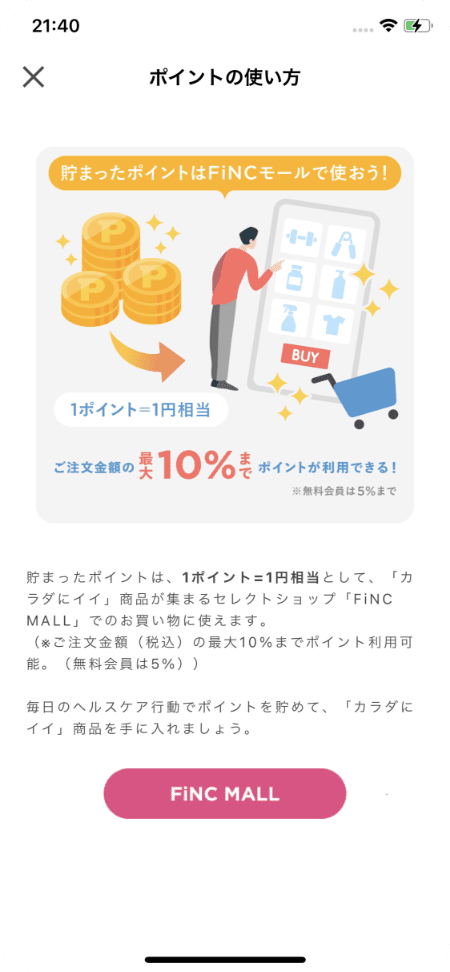 21:40
ポイントの使い方
貯まったポイントはFiNCモールで使おう!
P
P
P
BUY
1ポイント=1円相当
ご注文金額の最大10%までポイントが利用できる!
※無料会員は5%まで
貯まったポイントは、1ポイント=1円相当として、「カ
ラダにイイ」商品が集まるセレクトショップ「FiNC
MALL」でのお買い物に使えます。
（※ご注文金額（税込）の最大10%までポイント利用可
能。（無料会員は5%））
毎日のヘルスケア行動でポイントを貯めて、「カラダに
イイ」商品を手に入れましょう。
FiNC MALL